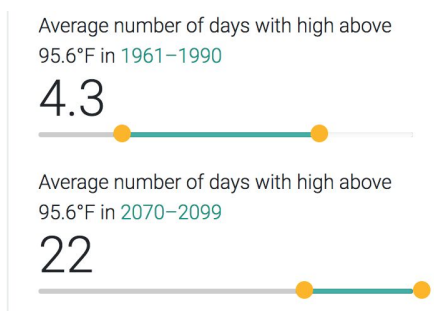 Average number of days with high above
95.6°F in 1961–1990
4.3
Average number of days with high above
95.6°F in 2070–2099
22